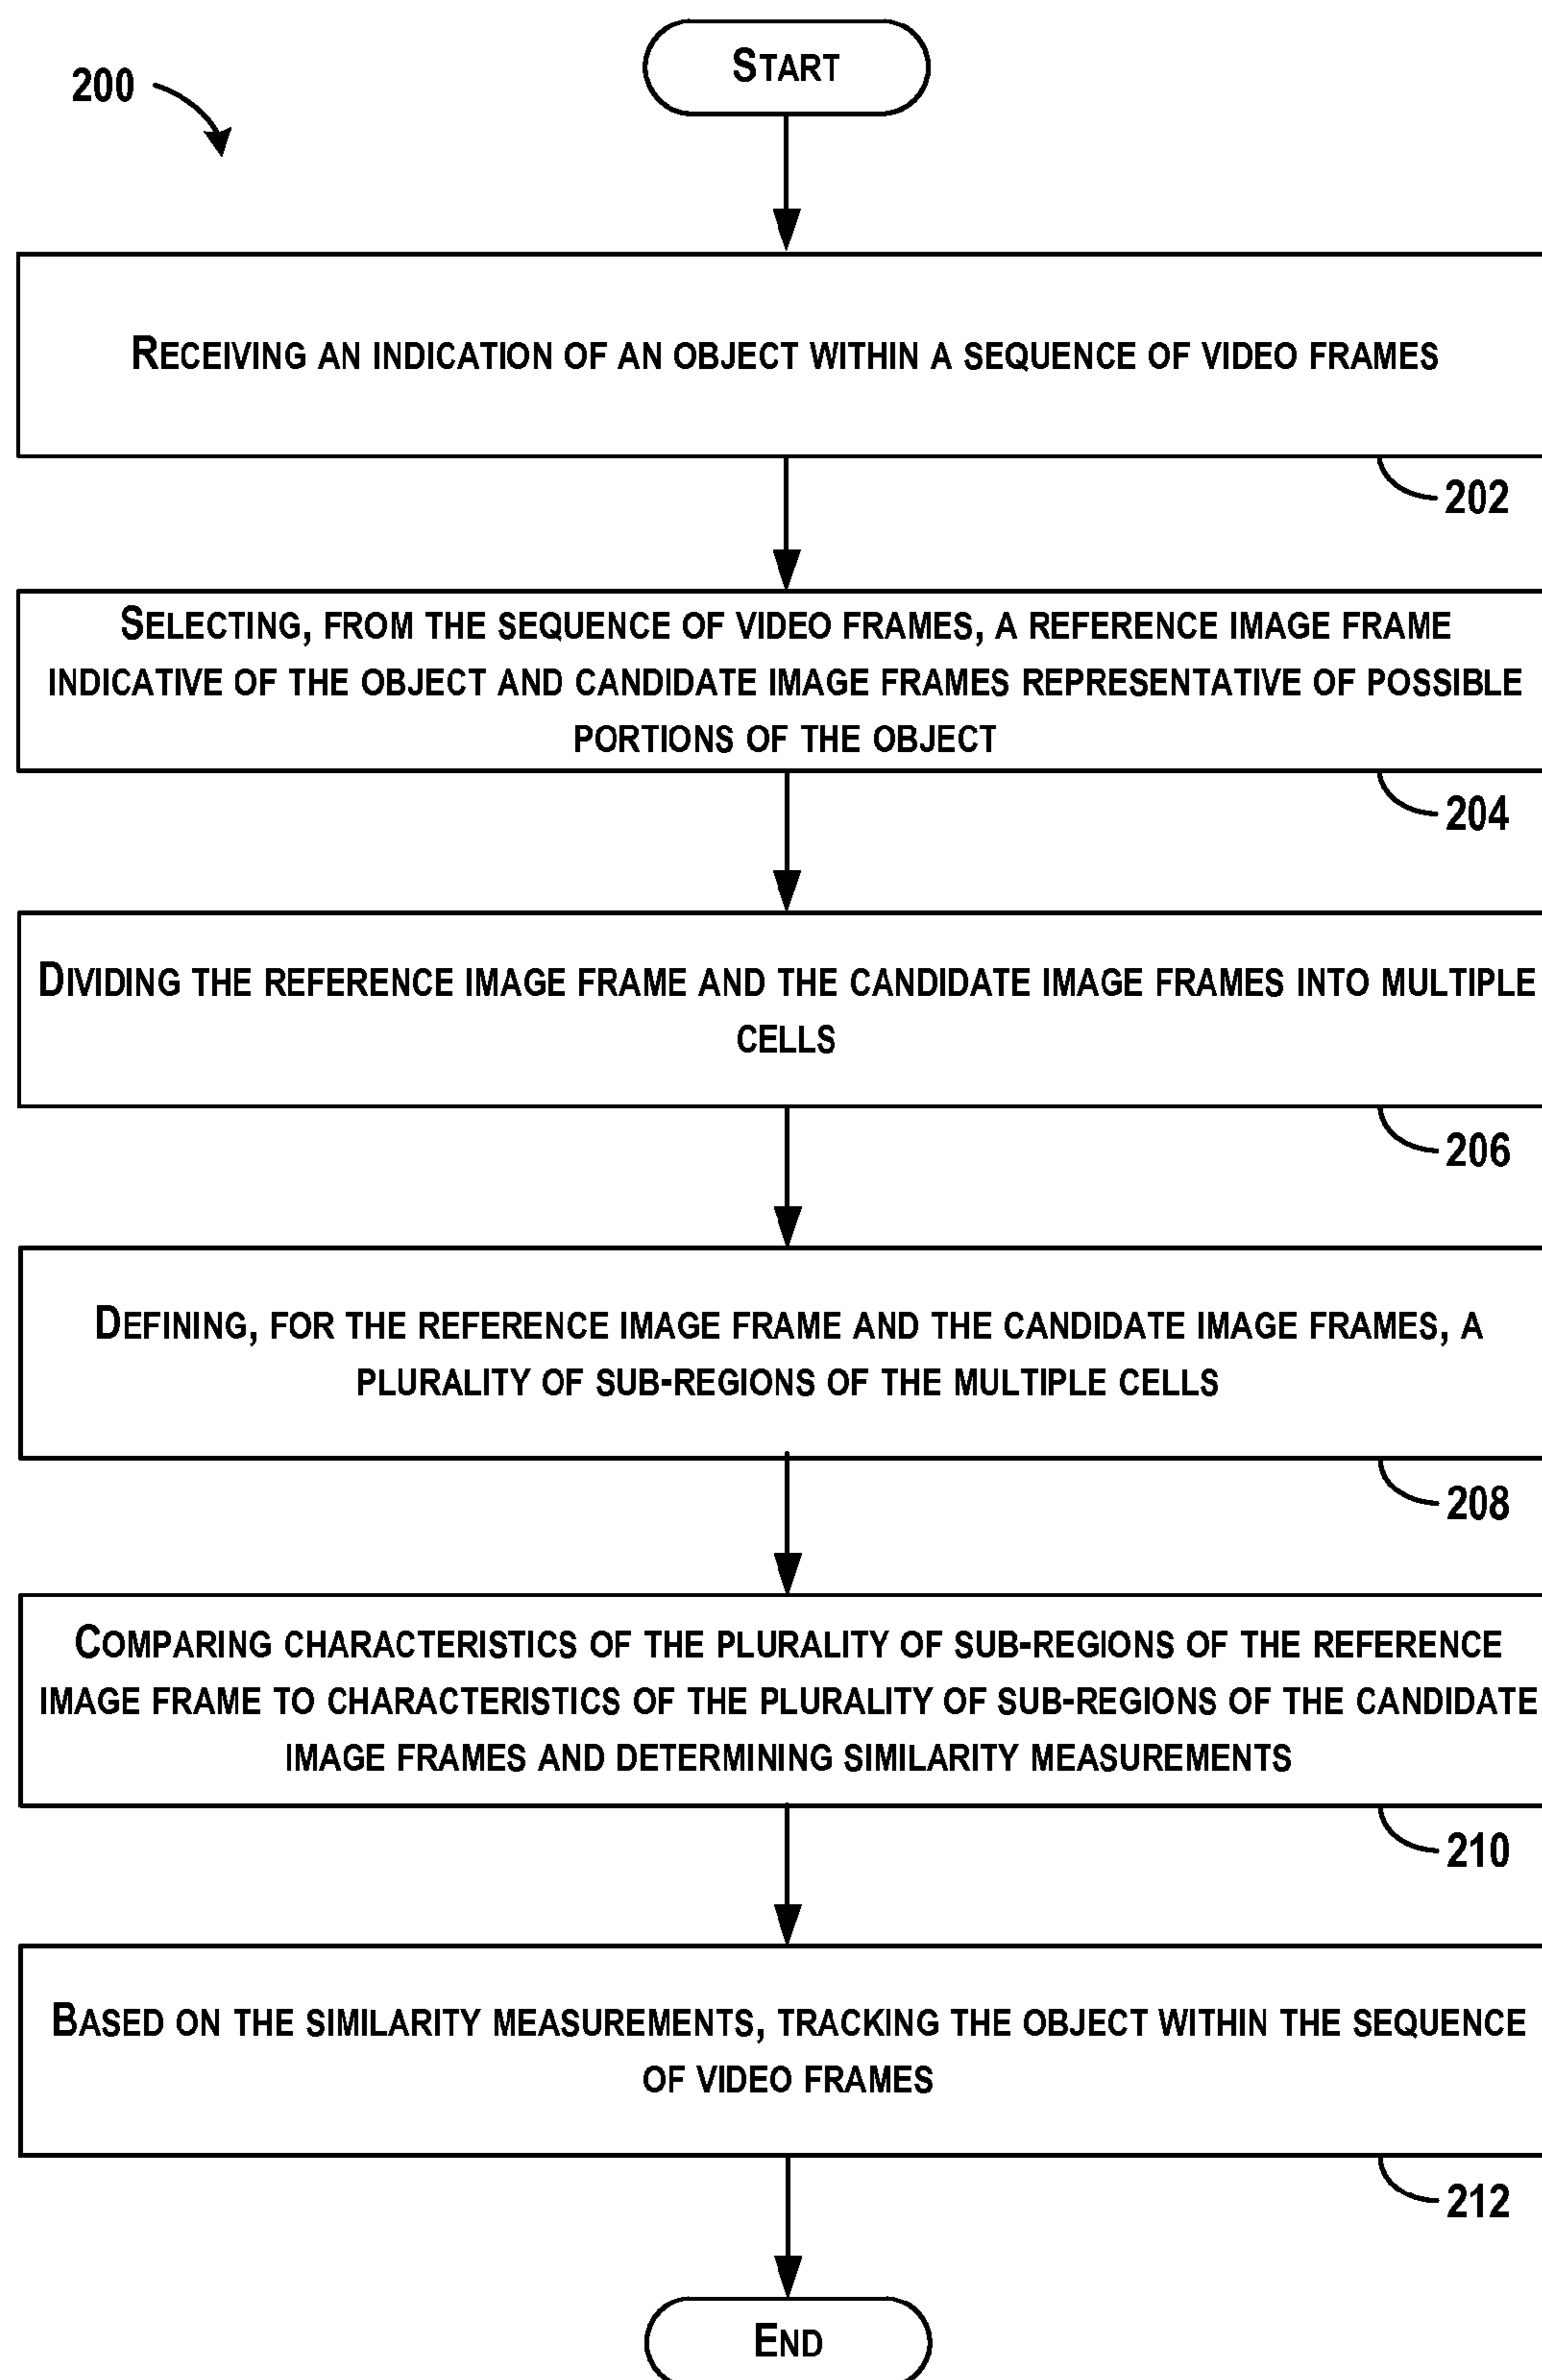 START
200
RECEIVING AN INDICATION OF AN OBJECT WITHIN A SEQUENCE OF VIDEO FRAMES
202
SELECTING, FROM THE SEQUENCE OF VIDEO FRAMES, A REFERENCE IMAGE FRAME
INDICATIVE OF THE OBJECT AND CANDIDATE IMAGE FRAMES REPRESENTATIVE OF POSSIBLE
PORTIONS OF THE OBJECT
204
DIVIDING THE REFERENCE IMAGE FRAME AND THE CANDIDATE IMAGE FRAMES INTO MULTIPLE
CELLS
206
DEFINING, FOR THE REFERENCE IMAGE FRAME AND THE CANDIDATE IMAGE FRAMES, A
PLURALITY OF SUB-REGIONS OF THE MULTIPLE CELLS
208
COMPARING CHARACTERISTICS OF THE PLURALITY OF SUB-REGIONS OF THE REFERENCE
IMAGE FRAME TO CHARACTERISTICS OF THE PLURALITY OF SUB-REGIONS OF THE CANDIDATE
IMAGE FRAMES AND DETERMINING SIMILARITY MEASUREMENTS
210
BASED ON THE SIMILARITY MEASUREMENTS, TRACKING THE OBJECT WITHIN THE SEQUENCE
OF VIDEO FRAMES
212
END